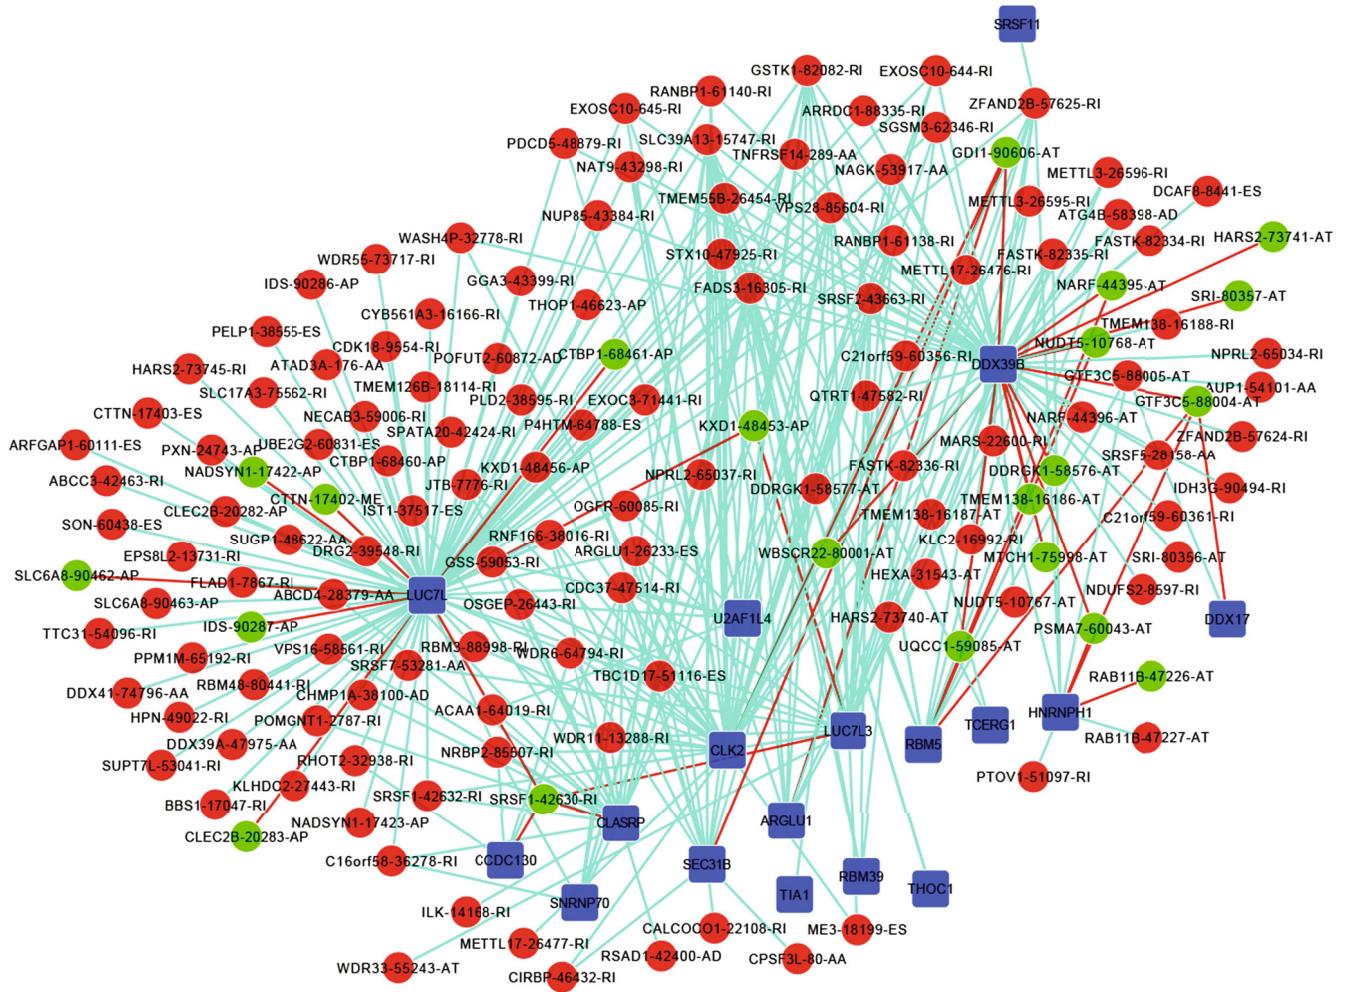 SRSF11
GSTK1-82082-RI
EXOSC10-644-RI
RANBP1-61140-RI
EXOSC10-645-RI
ARRDC1-88335-RI
ZFAND2B-57625-RI
SGSM3-62346-RI
PDCD5-48879-RI
SLC39A13-15747-RI
TNFRSF14-289-AA
GDI1-90606-AT
NAT9-43298-RI
NAGK-53917-AA
METTL3-26596-RI
DCAF8-8441-ES
TMEM55B-26454-RI
VPS28-85604-RI
METTL3-26595-RI
NUP85-43384-RI
ATG4B-58398-AD
WASH4P-32778-RI
RANBP1-61138-RI
FASTK-82334-RI
HARS2-73741-AT
WDR55-73717-RI
STX10-47925-RI
FASTK-82335-RI
METTL17-26476-RI
IDS-90286-AP
GGA3-43399-RI
FADS3-16305-RI
NARF-44395-AT
SRI-80357-AT
THOP1-46623-AP
SRSF2-43663-RI
CYB561A3-16166-RI
TMEM138-16188-RI
PELP1-38555-ES
CDK18-9554-RI
NUDT5-10768-AT
POFUT2-60872-AD
CTBP1-68461-AP
C21orf59-60356-RI
NPRL2-65034-RI
HARS2-73745-RI
ATAD3A-176-AA
DDX39B
GTF3C5-88005-AT
SLC17A3-75562-RI
TMEM126B-18114-RI
AUP1-54101-AA
PLD2-38595-RI
EXOC3-71441-RI
QTRT1-47582-RI
GTF3C5-88004-AT
CTTN-17403-ES
NECAB3-59006-RI
NARF-44396-AT
P4HTM-64788-ES
KXD1-48453-AP
SPATA20-42424-RI
ZFAND2B-57624-RI
ARFGAP1-60111-ES
PXN-24743-AP
UBE2G2-60831-ES
MARS-22600-RI
SRSF5-28158-AA
CTBP1-68460-AP
NADSYN1-17422-AP
KXD1-48456-AP
NPRL2-65037-RI
FASTK-82336-RI
DDRGK1-58576-AT
ABCC3-42463-RI
JTB-7776-RI
DDRGK1-58577-AT
IDH3G-90494-RI
CTTN-17402-ME
TMEM138-16186-AT
CLEC2B-20282-AP
IST1-37517-ES
OGFR-60085-RI
TMEM138-16187-AT
C21orf59-60361-RI
SON-60438-ES
SUGP1-48622-AA
RNF166-38016-RI
KLC2-16992-RI
EPS8L2-13731-RI
DRG2-39548-RI
ARGLU1-26233-ES
WBSCR22-80001-AT
MTCH1-75998-AT
SRI-80356-AT
GSS-59053-RI
SLC6A8-90462-AP
FLAD1-7867-RI
HEXA-31543-AT
NDUFS2-8597-RI
ABCD4-28379-AA
LUC7L
CDC37-47514-RI
SLC6A8-90463-AP
OSGEP-26443-RI
NUDT5-10767-AT
U2AF1L4
HARS2-73740-AT
DDX17
IDS-90287-AP
PSMA7-60043-AT
TTC31-54096-RI
VPS16-58561-RI
RBM3-88998-RI
WDR6-64794-RI
UQCC1-59085-AT
PPM1M-65192-RI
SRSF7-53281-AA
TBC1D17-51116-ES
RAB11B-47226-AT
RBM48-80441-RI
DDX41-74796-AA
CHMP1A-38100-AD
ACAA1-64019-RI
HNRNPH1
HPN-49022-RI
POMGNT1-2787-RI
TCERG1
LUC7L3
WDR11-13288-RI
RAB11B-47227-AT
DDX39A-47975-AA
NRBP2-85507-RI
CLK2
RBM5
SUPT7L-53041-RI
RHOT2-32938-RI
PTOV1-51097-RI
KLHDC2-27443-RI
SRSF1-42632-RI
SRSF1-42630-RI
BBS1-17047-RI
NADSYN1-17423-AP
CLASRP
ARGLU1
CLEC2B-20283-AP
C16orf58-36278-RI
CCDC130
SEC31B
RBM39
THOC1
TIA1
SNRNP70
ILK-14168-RI
CALCOCO1-22108-RI
ME3-18199-ES
METTL17-26477-RI
RSAD1-42400-AD
CPSF3L-80-AA
WDR33-55243-AT
CIRBP-46432-RI